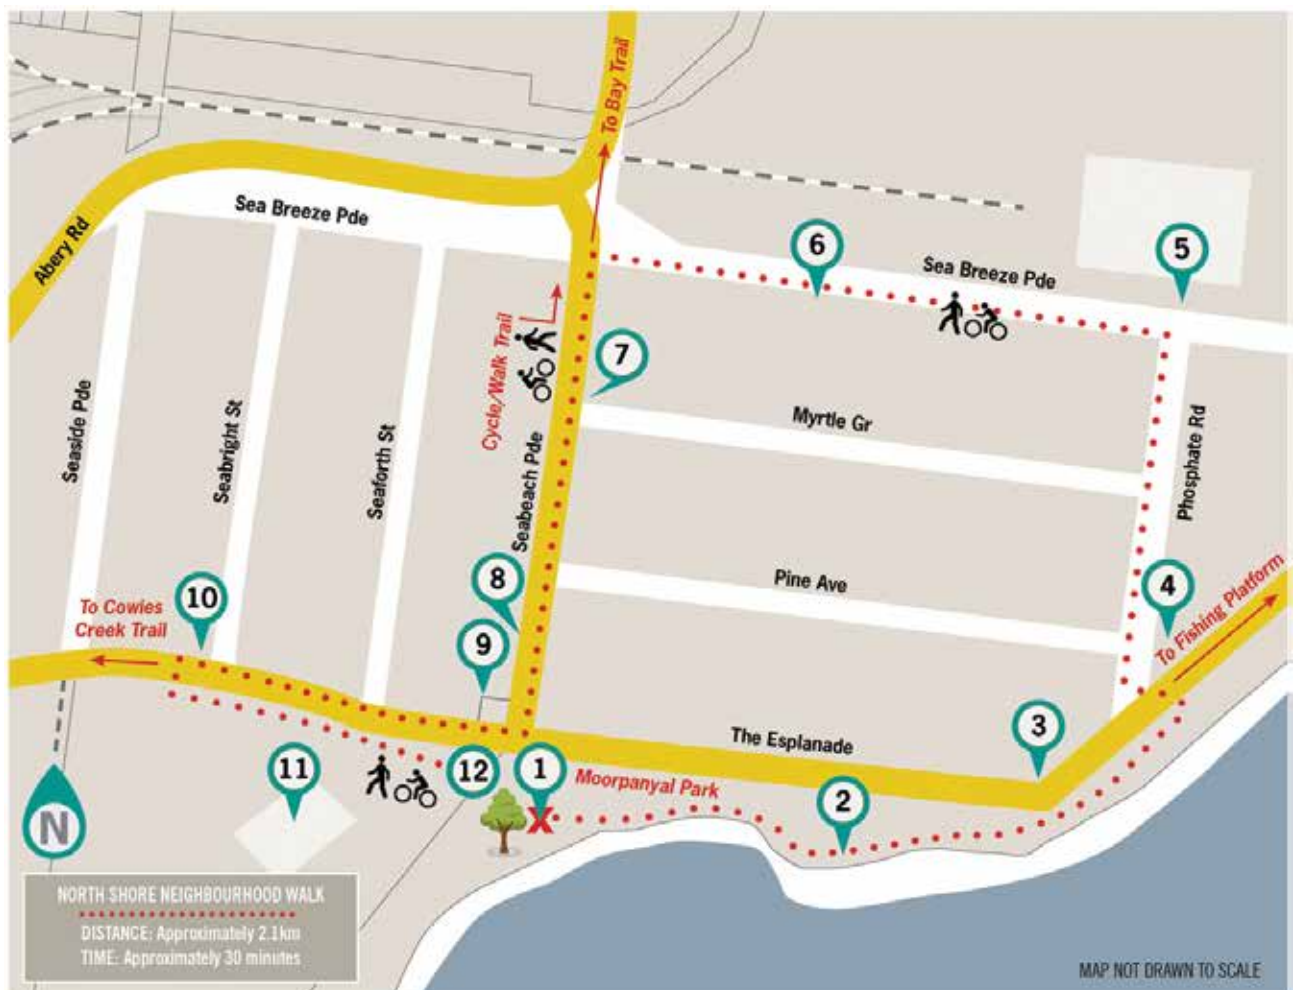 To Bay Trail
Sea Breeze Pde
Abery Rd
6
5
Sea Breeze Pde
7
Cycle/Walk Trail
Myrtle Gr
Seaside Pde
Seabright St
Seaforth St
Seabeach Pde
Phosphate Rd
8
Pine Ave
4
10
To Cowies
Creek Trail
9
To Fishing Platform
3
The Esplanade
11
12
1
Moorpanyal Park
2
N
NORTH SHORE NEIGHBOURHOOD WALK
DISTANCE: Approximately 2.1km
TIME: Approximately 30 minutes
MAP NOT DRAWN TO SCALE